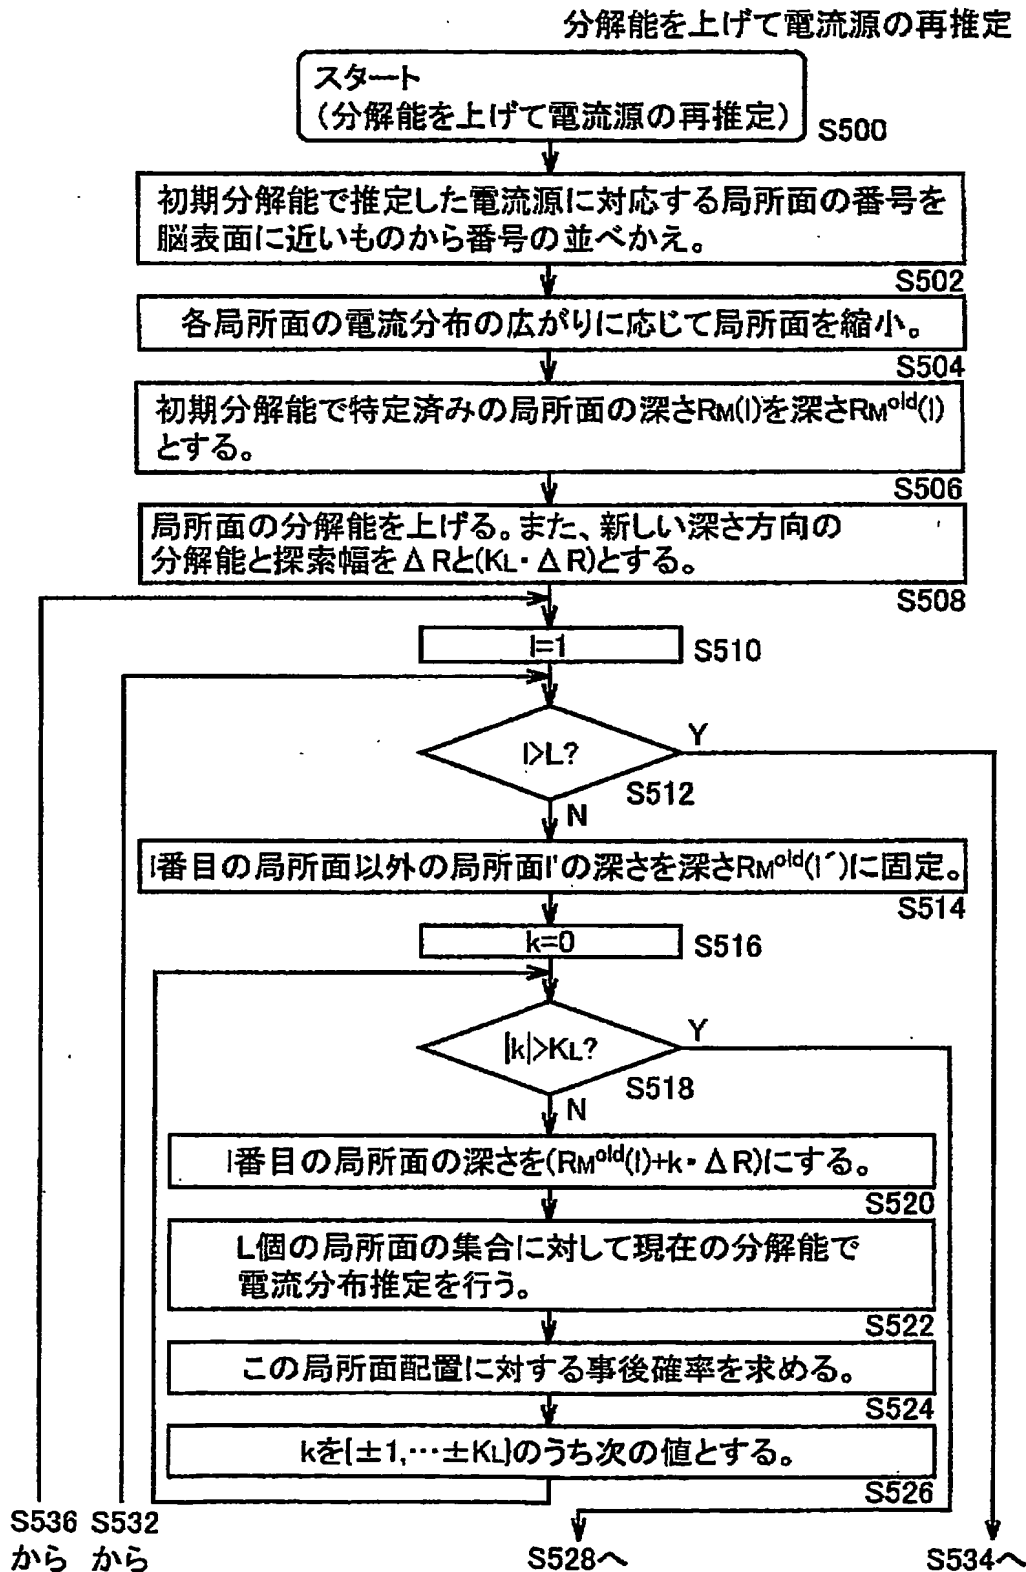 分解能を上げて電流源の再推定
スタート
(分解能を上げて電流源の再推定)
S500
初期分解能で推定した電流源に対応する局所面の番号を
脳表面に近いものから番号の並べかえ。
S502
各局所面の電流分布の広がりに応じて局所面を縮小。
S504
初期分解能で特定済みの局所面の深さRM(l)を深さRM^old(l)
とする。
S506
局所面の分解能を上げる。また、新しい深さ方向の
分解能と探索幅をΔRと(KL・ΔR)とする。
S508
l=1
S510
l>L?
Y
S512
N
l番目の局所面以外の局所面l'の深さを深さRM^old(l´)に固定。
S514
k=0
S516
|k|>KL?
Y
S518
N
l番目の局所面の深さを(RM^old(l)+k・ΔR)にする。
S520
L個の局所面の集合に対して現在の分解能で
電流分布推定を行う。
S522
この局所面配置に対する事後確率を求める。
S524
kを{±1,…±KL}のうち次の値とする。
S526
S536
から
S532
から
S528へ
S534へ